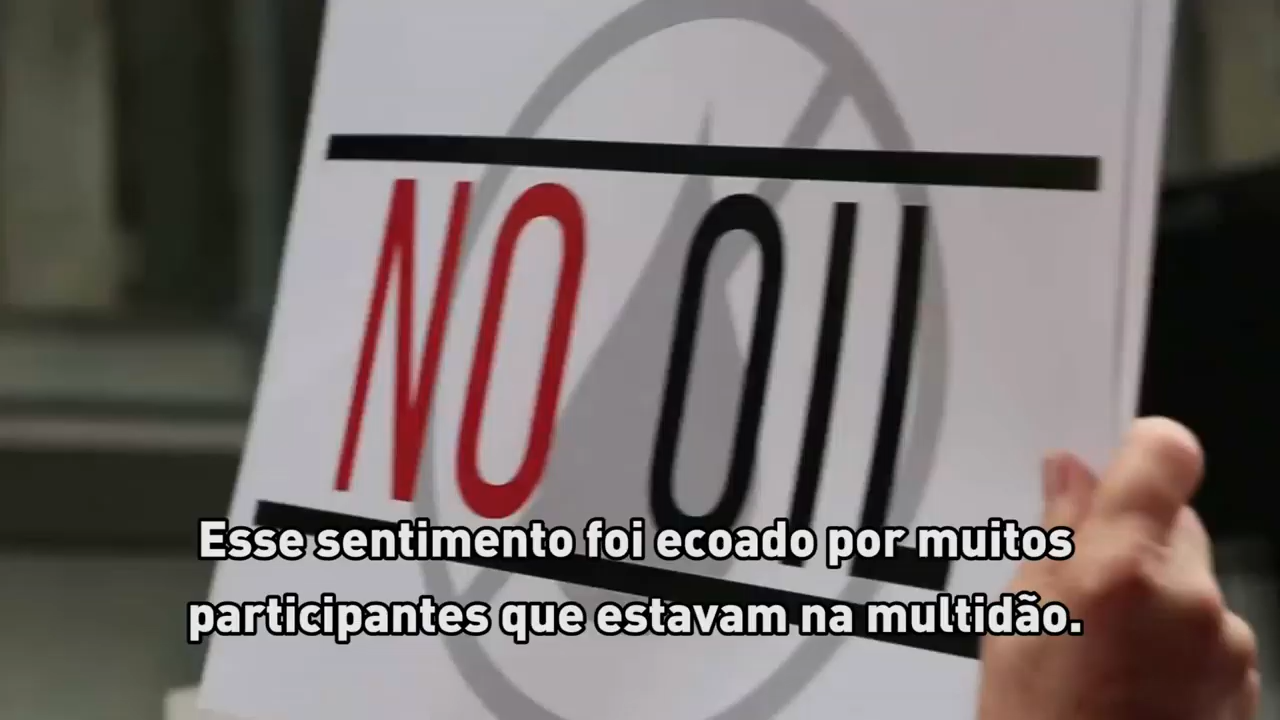 NO OIL
Esse sentimento foi ecoado por muitos
participantes que estavam na multidão.